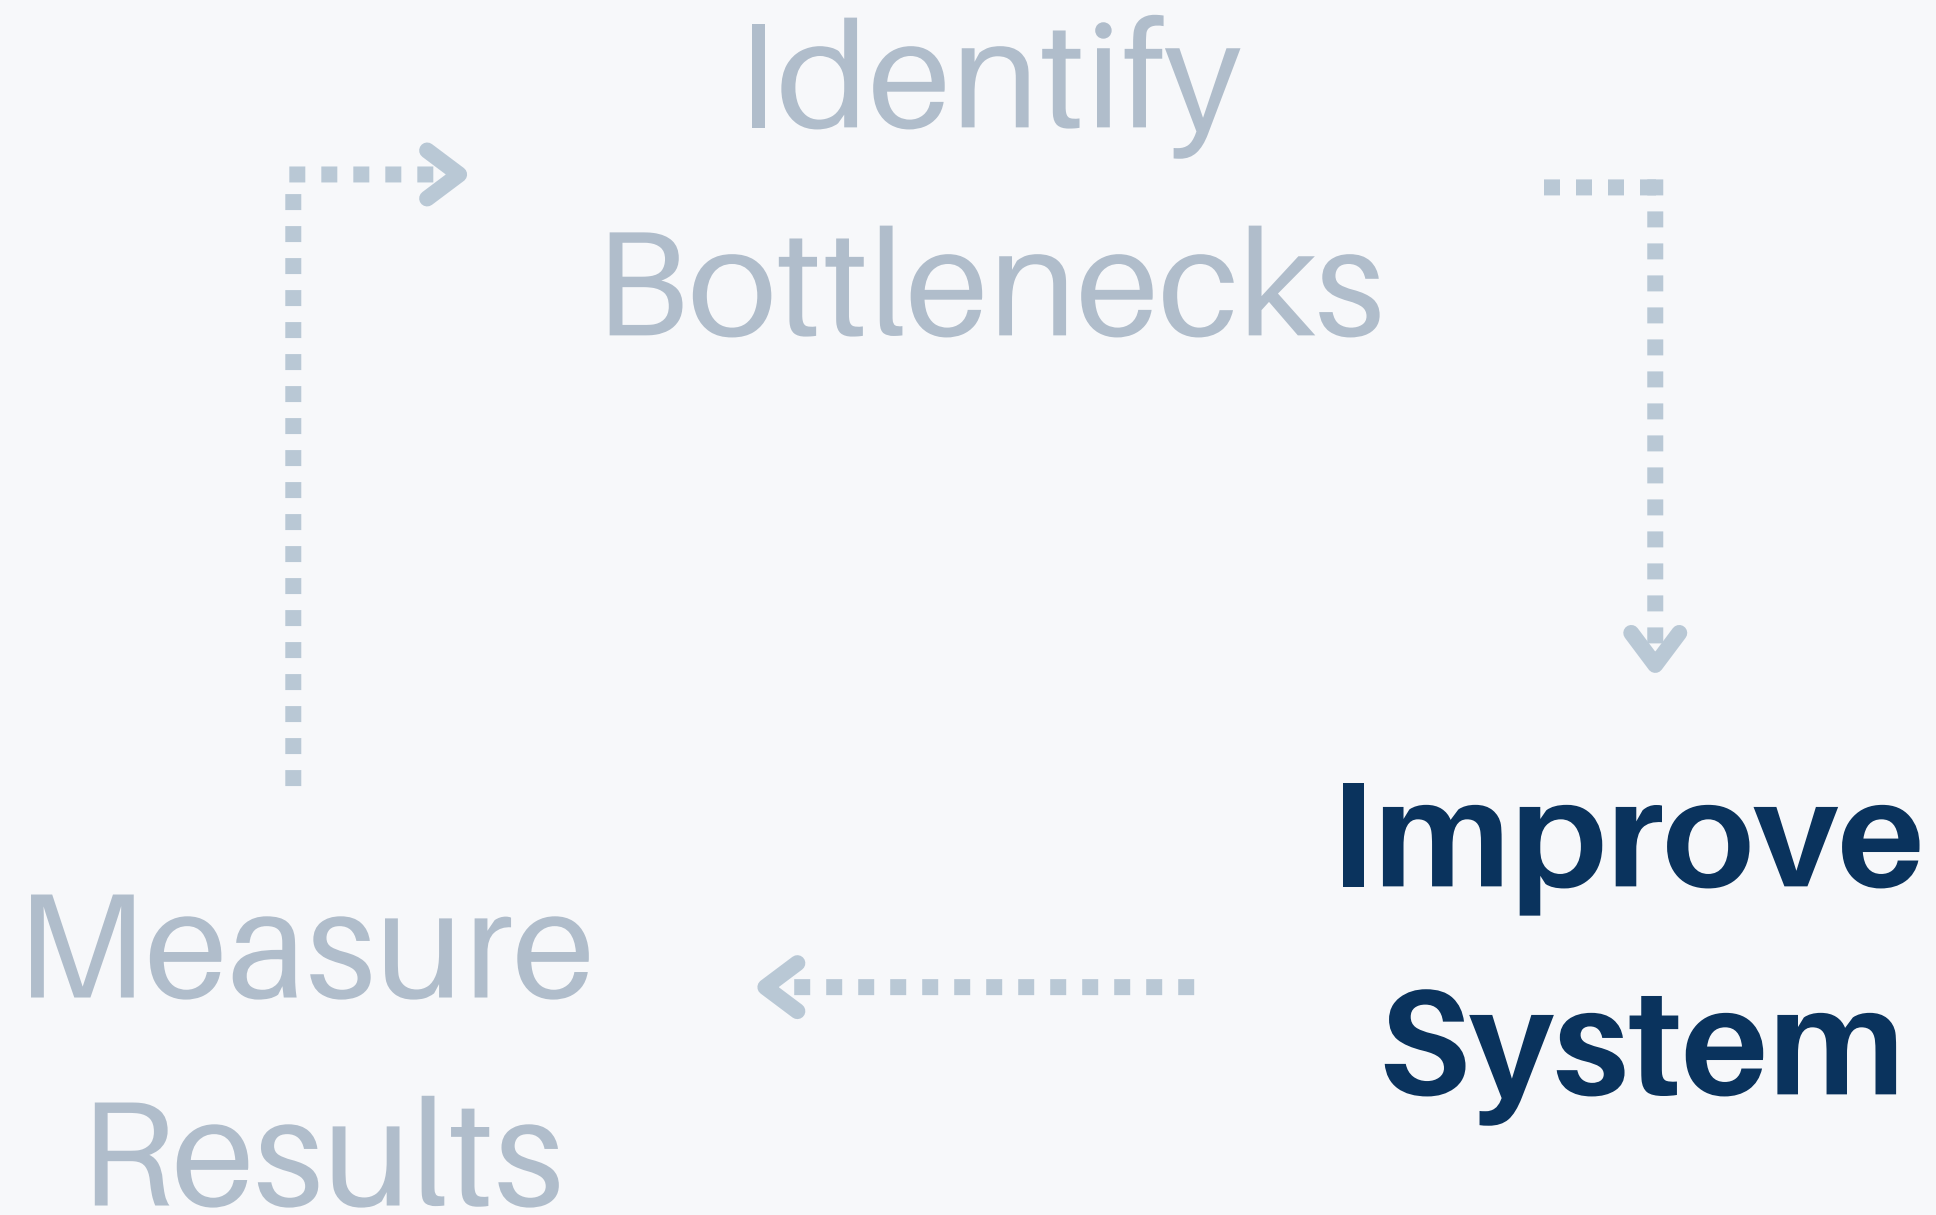 Identify
Bottlenecks
Improve
System
Measure
Results